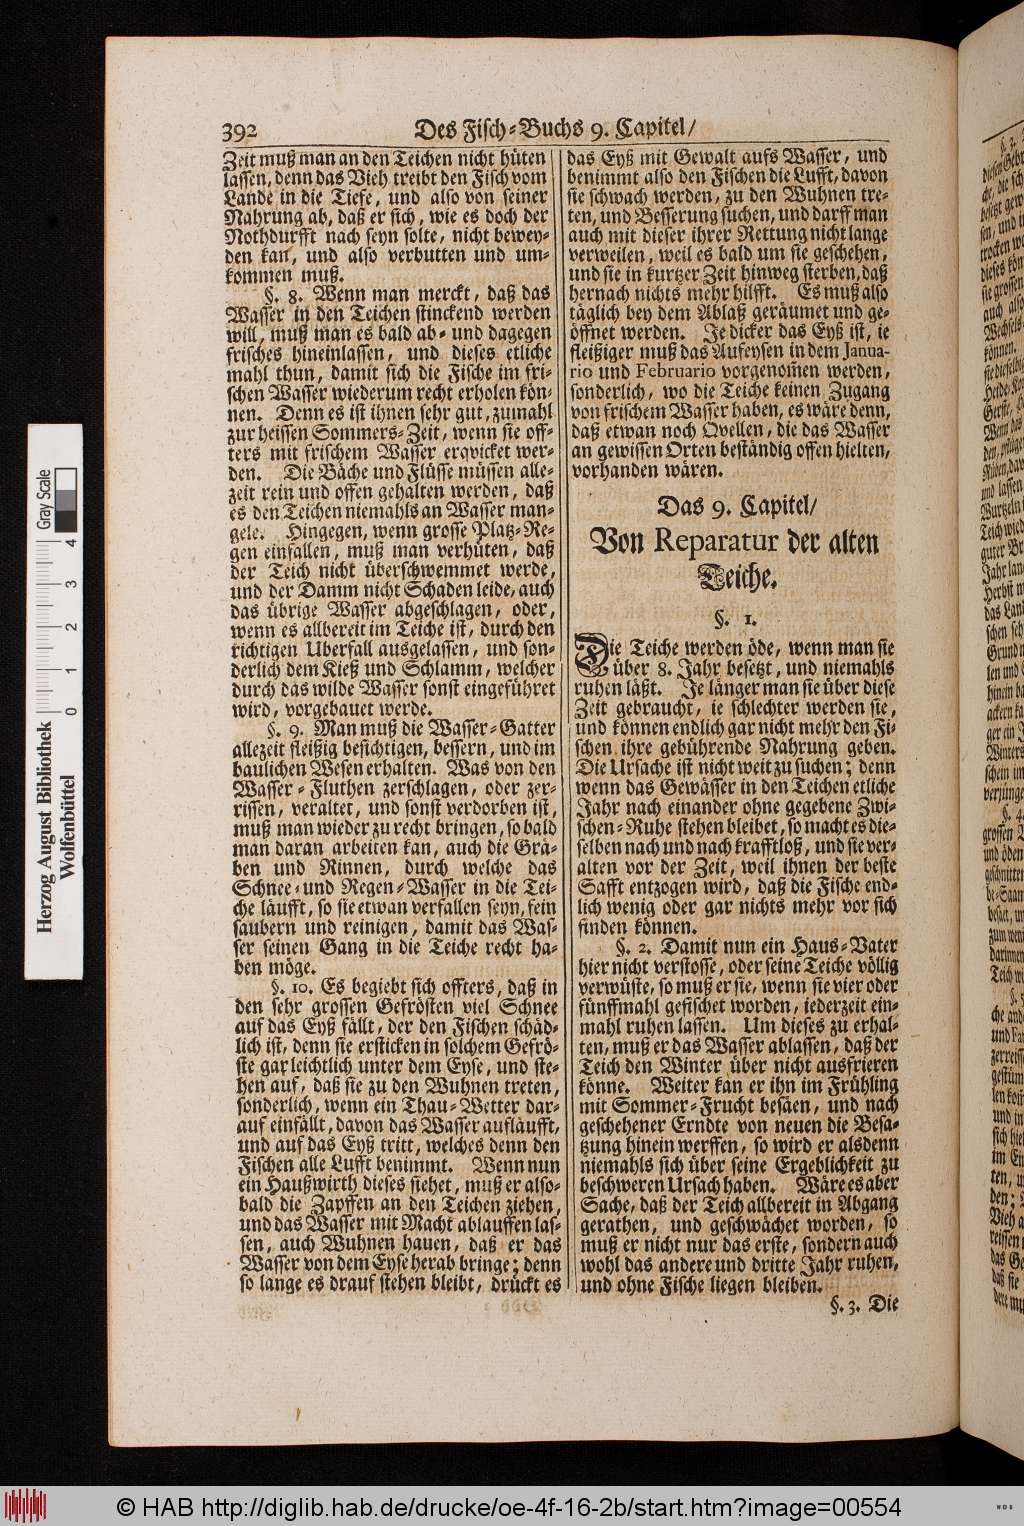 392
Des Fisch-Buchs 9. Capitel/
Zeit muß man an den Teichen nicht hüten
lassen, denn das Vieh treibt den Fisch vom
Lande in die Tiefe, und also von seiner
Nahrung ab, daß er sich, wie es doch der
Nothdurfft nach seyn solte, nicht bewey-
den kan, und also verbutten und um-
kommen muß.
§. 8. Wenn man merckt, daß das
Wasser in den Teichen stinckend werden
will, muß man es bald ab- und dagegen
frisches hineinlassen, und dieses etliche
mahl thun, damit sich die Fische im fri-
schen Wasser wiederum recht erholen kön-
nen. Denn es ist ihnen sehr gut, zumahl
zur heissen Sommers-Zeit, wenn sie öff-
ters mit frischem Wasser erqvicket wer-
den. Die Bäche und Flüsse müssen alle-
zeit rein und offen gehalten werden, daß
es den Teichen niemahls an Wasser man-
gele. Hingegen, wenn grosse Platz-Re-
gen einfallen, muß man verhüten, daß
der Teich nicht überschwemmet werde,
und der Damm nicht Schaden leide, auch
das übrige Wasser abgeschlagen, oder,
wenn es allbereit im Teiche ist, durch den
richtigen Uberfall ausgelassen, und son-
derlich dem Kieß und Schlamm, welcher
durch das wilde Wasser sonst eingeführet
wird, vorgebauet werde.
§. 9. Man muß die Wasser-Gatter
allezeit fleißig besichtigen, bessern, und im
baulichen Wesen erhalten. Was von den
Wasser-Fluthen zerschlagen, oder zer-
rissen, veraltet, und sonst verdorben ist,
muß man wieder zu recht bringen, so bald
man daran arbeiten kan, auch die Grä-
ben und Rinnen, durch welche das
Schnee- und Regen-Wasser in die Tei-
che läufft, so sie etwan verfallen seyn, fein
säubern und reinigen, damit das Was-
ser seinen Gang in die Teiche recht ha-
ben möge.
§. 10. Es begiebt sich öffters, daß in
den sehr grossen Gefrösten viel Schnee
auf das Eyß fällt, der den Fischen schäd-
lich ist, denn sie ersticken in solchem Gefrö-
ste gar leichtlich unter dem Eyse, und ste-
hen auf, daß sie zu den Wuhnen treten,
sonderlich, wenn ein Thau-Wetter dar-
auf einfällt, davon das Wasser aufläufft,
und auf das Eyß tritt, welches denn den
Fischen alle Lufft benimmt. Wenn nun
ein Haußwirth dieses siehet, muß er also-
bald die Zapffen an den Teichen ziehen,
und das Wasser mit Macht ablauffen las-
sen, auch Wuhnen hauen, daß er das
Wasser von dem Eyse herab bringe; denn
so lange es drauf stehen bleibt, drückt es
das Eyß mit Gewalt aufs Wasser, und
benimmt also den Fischen die Lufft, davon
sie schwach werden, zu den Wuhnen tre-
ten, und Besserung suchen, und darff man
auch mit dieser ihrer Rettung nicht lange
verweilen, weil es bald um sie geschehen,
und sie in kurtzer Zeit hinweg sterben, daß
hernach nichts mehr hilfft. Es muß also
täglich bey dem Ablaß geräumet und ge-
öffnet werden. Je dicker das Eyß ist, ie
fleißiger muß das Aufeysen in dem Janua-
rio und Februario vorgenom̄en werden,
sonderlich, wo die Teiche keinen Zugang
von frischem Wasser haben, es wäre denn,
daß etwan noch Qvellen, die das Wasser
an gewissen Orten beständig offen hielten,
vorhanden wären.
Das 9. Capitel/
Von Reparatur der alten
Teiche.
§. 1.
Die Teiche werden öde, wenn man sie
über 8. Jahr besetzt, und niemahls
ruhen läßt. Je länger man sie über diese
Zeit gebraucht, ie schlechter werden sie,
und können endlich gar nicht mehr den Fi-
schen ihre gebührende Nahrung geben.
Die Ursache ist nicht weit zu suchen; denn
wenn das Gewässer in den Teichen etliche
Jahr nach einander ohne gegebene Zwi-
schen-Ruhe stehen bleibet, so macht es die-
selben nach und nach krafftloß, und sie ver-
alten vor der Zeit, weil ihnen der beste
Safft entzogen wird, daß die Fische end-
lich wenig oder gar nichts mehr vor sich
finden können.
§. 2. Damit nun ein Haus-Vater
hier nicht verstosse, oder seine Teiche völlig
verwüste, so muß er sie, wenn sie vier oder
fünffmahl gefischet worden, iederzeit ein-
mahl ruhen lassen. Um dieses zu erhal-
ten, muß er das Wasser ablassen, daß der
Teich den Winter über nicht ausfrieren
könne. Weiter kan er ihn im Frühling
mit Sommer-Frucht besäen, und nach
geschehener Erndte von neuen die Besa-
tzung hinein werffen, so wird er alsdenn
niemahls sich über seine Ergeblichkeit zu
beschweren Ursach haben. Wäre es aber
Sache, daß der Teich allbereit in Abgang
gerathen, und geschwächet worden, so
muß er nicht nur das erste, sondern auch
wohl das andere und dritte Jahr ruhen,
und ohne Fische liegen bleiben.
§. 3. Die
Herzog August Bibliothek
Wolfenbüttel
0 1 2 3 4
Gray Scale
© HAB http://diglib.hab.de/drucke/oe-4f-16-2b/start.htm?image=00554